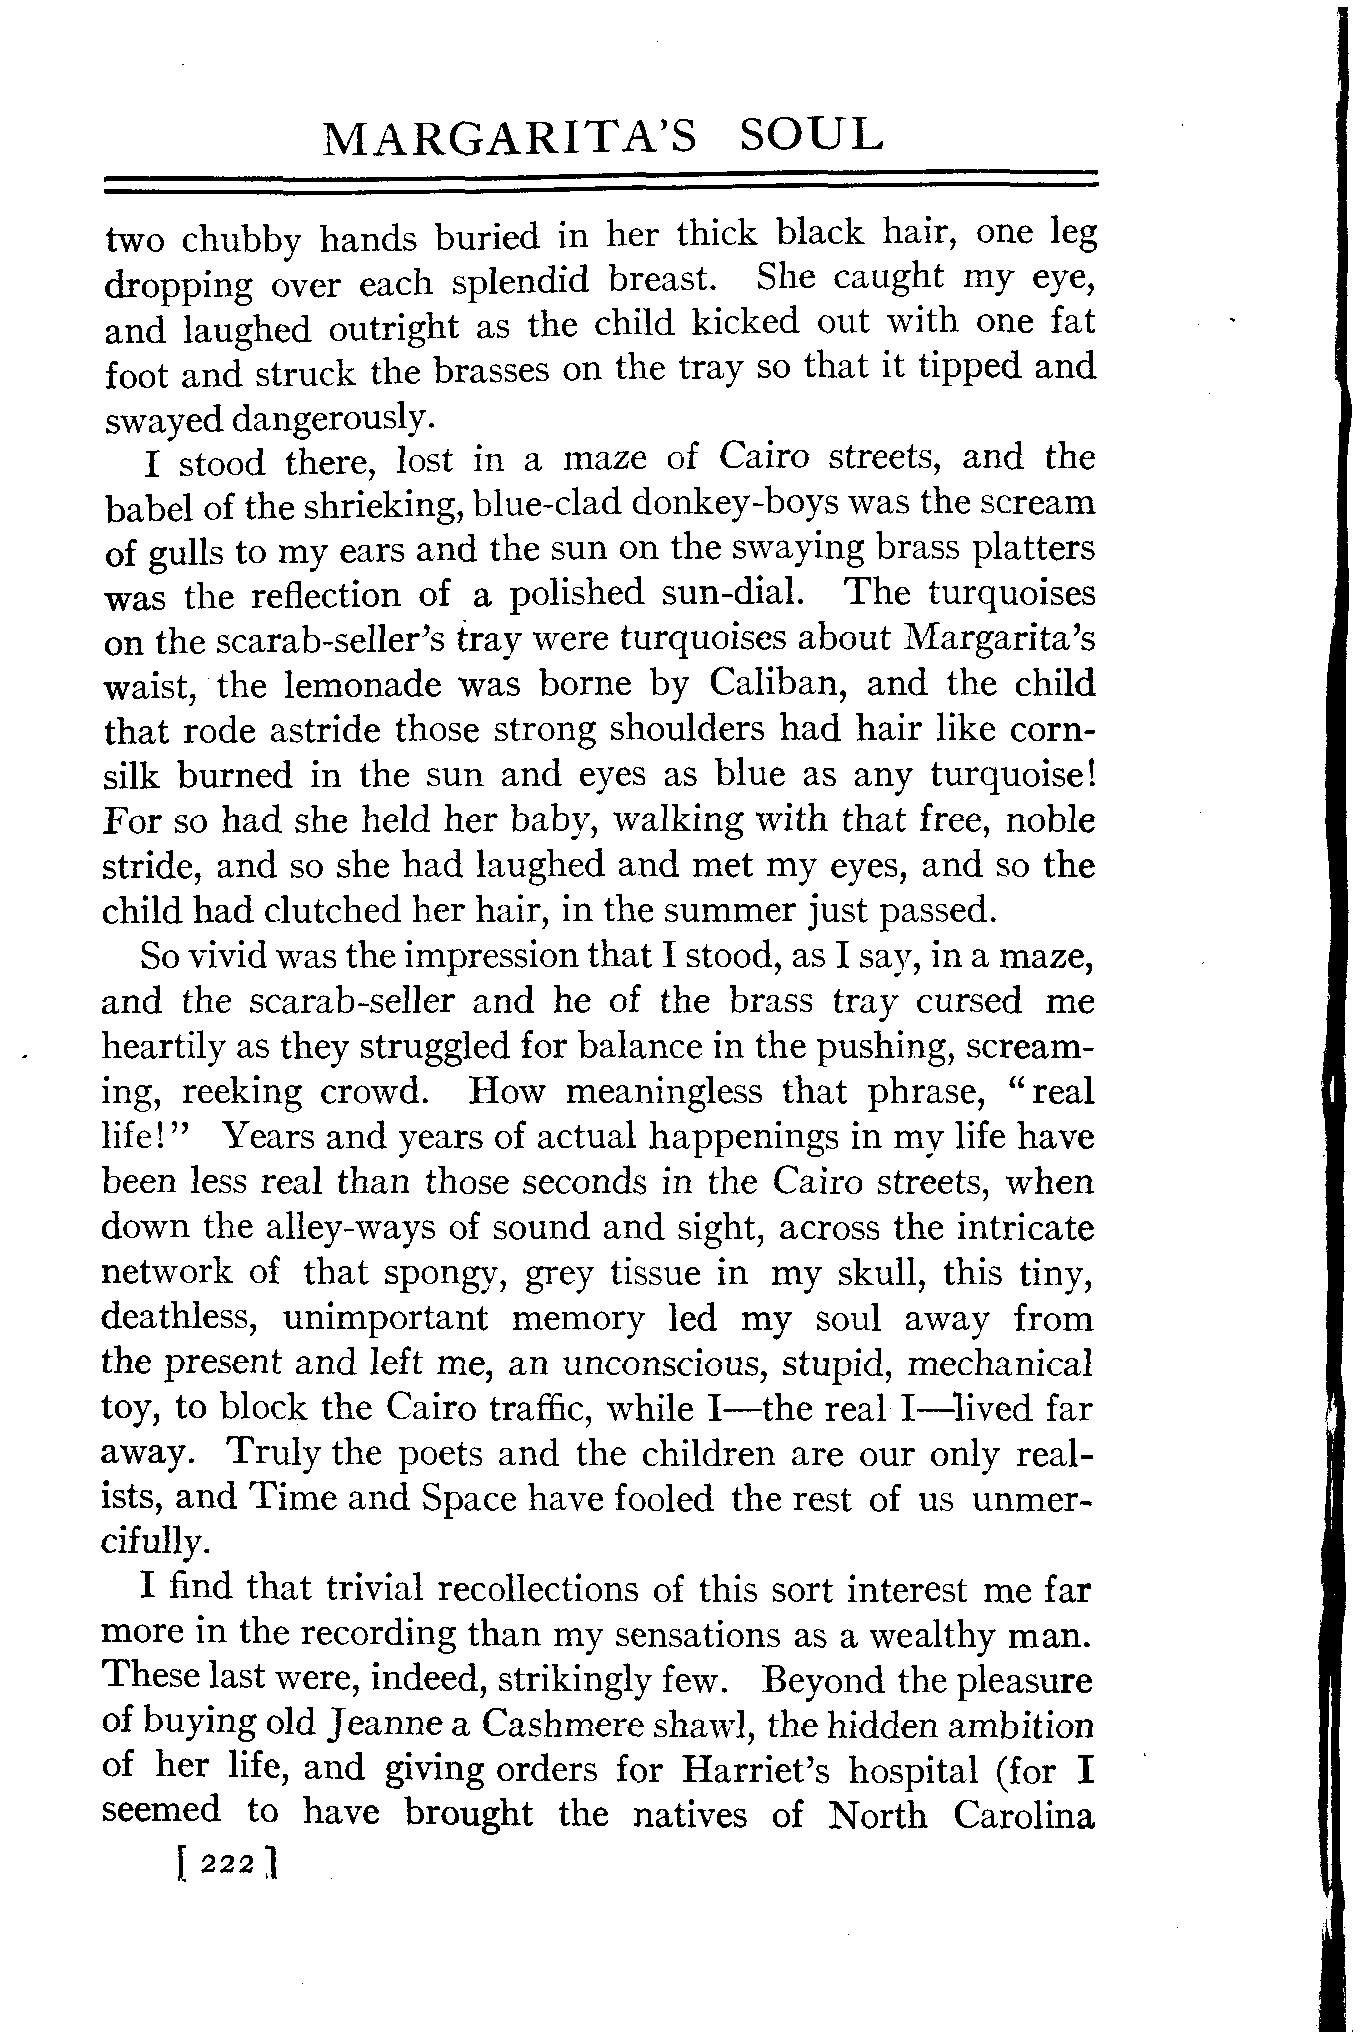 MARGARITA'S SOUL
two chubby hands buried in her thick black hair, one leg
dropping over each splendid breast. She caught my eye,
and laughed outright as the child kicked out with one fat
foot and struck the brasses on the tray so that it tipped and
swayed dangerously.
I stood there, lost in a maze of Cairo streets, and the
babel of the shrieking, blue-clad donkey-boys was the scream
of gulls to my ears and the sun on the swaying brass platters
was the reflection of a polished sun-dial. The turquoises
on the scarab-seller's tray were turquoises about Margarita's
waist, the lemonade was borne by Caliban, and the child
that rode astride those strong shoulders had hair like corn-
silk burned in the sun and eyes as blue as any turquoise!
For so had she held her baby, walking with that free, noble
stride, and so she had laughed and met my eyes, and so the
child had clutched her hair, in the summer just passed.
So vivid was the impression that I stood, as I say, in a maze,
and the scarab-seller and he of the brass tray cursed me
heartily as they struggled for balance in the pushing, scream-
ing, reeking crowd. How meaningless that phrase, "real
life!" Years and years of actual happenings in my life have
been less real than those seconds in the Cairo streets, when
down the alley-ways of sound and sight, across the intricate
network of that spongy, grey tissue in my skull, this tiny,
deathless, unimportant memory led my soul away from
the present and left me, an unconscious, stupid, mechanical
toy, to block the Cairo traffic, while I—the real I—lived far
away. Truly the poets and the children are our only real-
ists, and Time and Space have fooled the rest of us unmer-
cifully.
I find that trivial recollections of this sort interest me far
more in the recording than my sensations as a wealthy man.
These last were, indeed, strikingly few. Beyond the pleasure
of buying old Jeanne a Cashmere shawl, the hidden ambition
of her life, and giving orders for Harriet's hospital (for I
seemed to have brought the natives of North Carolina
[ 222 ]